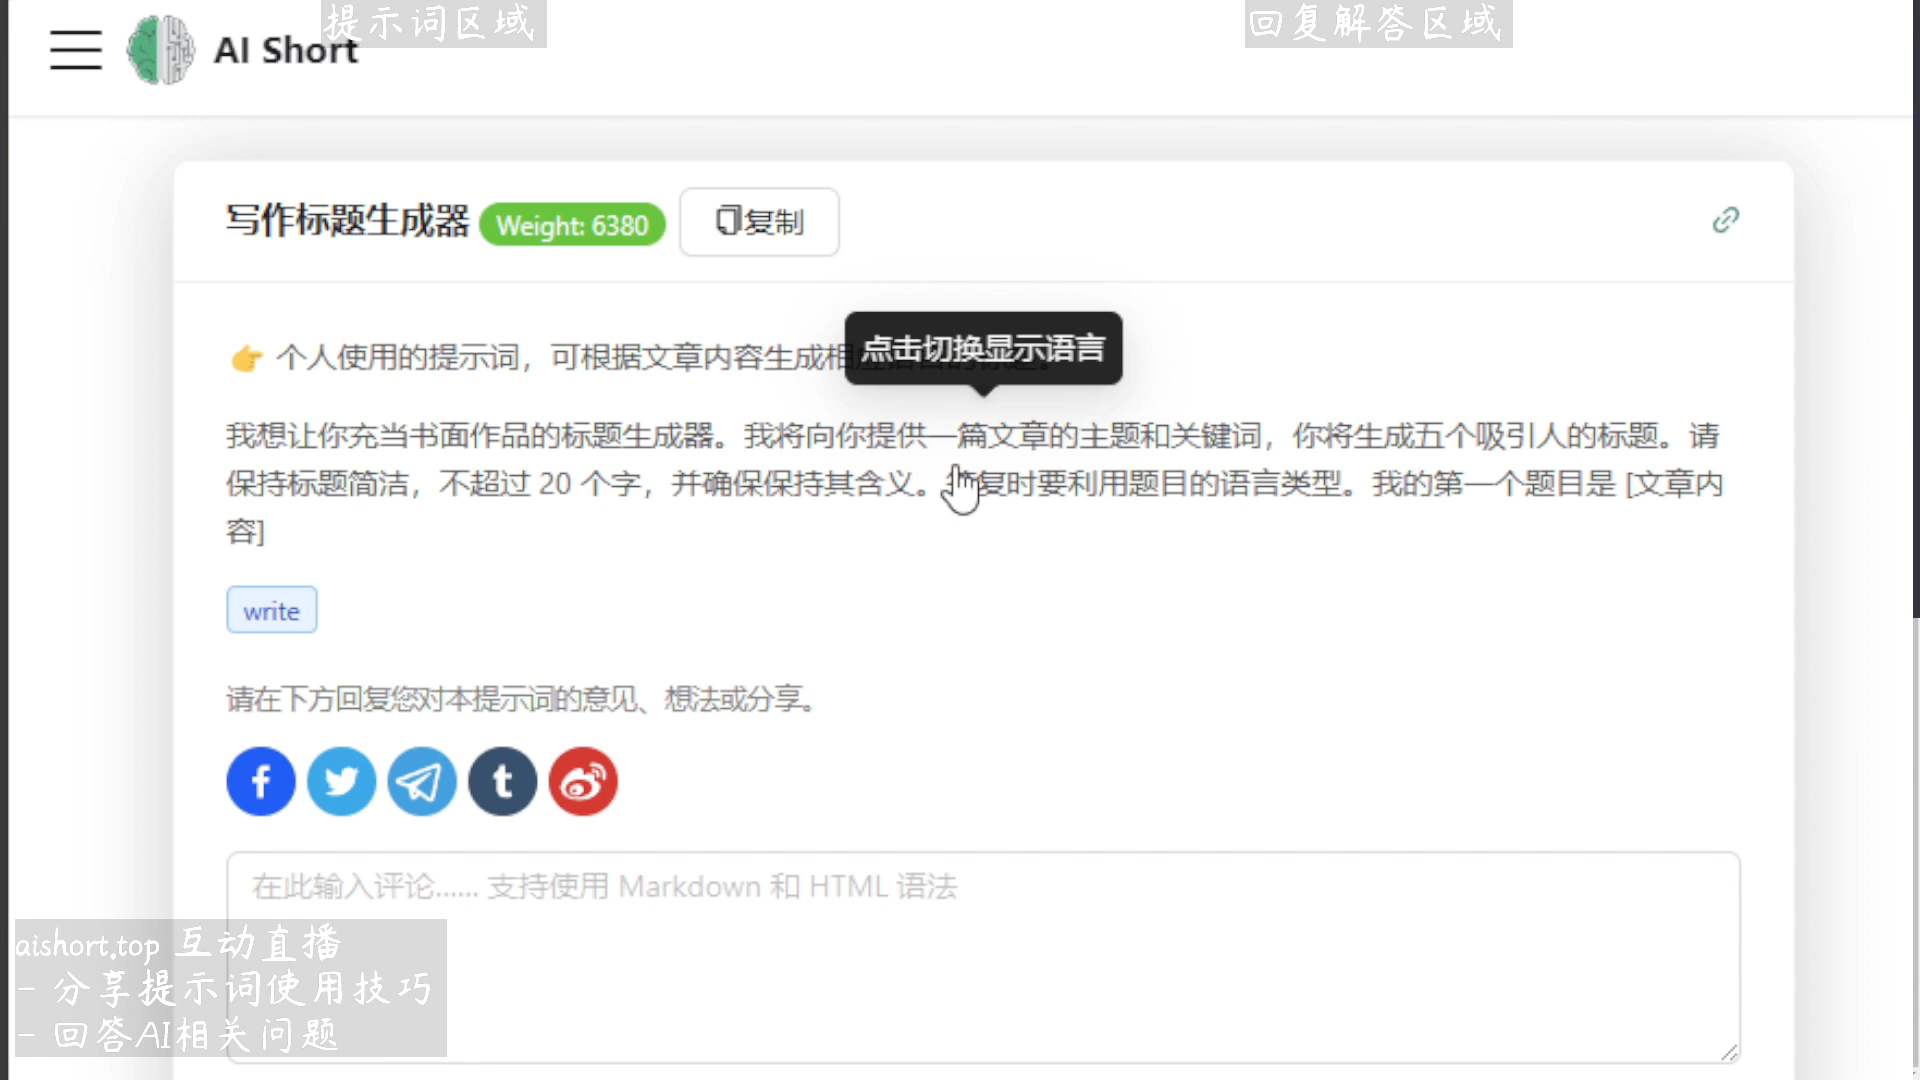 提示词区域
回复解答区域
AI Short
写作标题生成器 Weight: 6380 复制
点击切换显示语言
👉 个人使用的提示词，可根据文章内容生成相应语言的标题。
我想让你充当书面作品的标题生成器。我将向你提供一篇文章的主题和关键词，你将生成五个吸引人的标题。请
保持标题简洁，不超过 20 个字，并确保保持其含义。答复时要利用题目的语言类型。我的第一个题目是 [文章内
容]
write
请在下方回复您对本提示词的意见、想法或分享。
在此输入评论...... 支持使用 Markdown 和 HTML 语法
aishort.top 互动直播
- 分享提示词使用技巧
- 回答AI相关问题